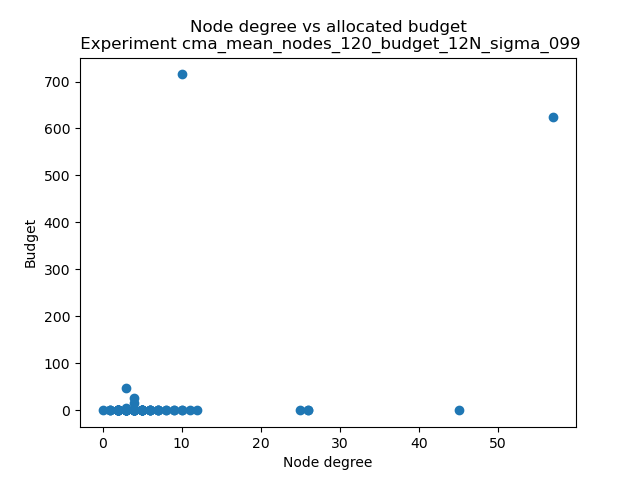 Node degree vs allocated budget
Experiment cma_mean_nodes_120_budget_12N_sigma_099
700
600
500
400
300
200
100
0
Budget
0 10 20 30 40 50
Node degree